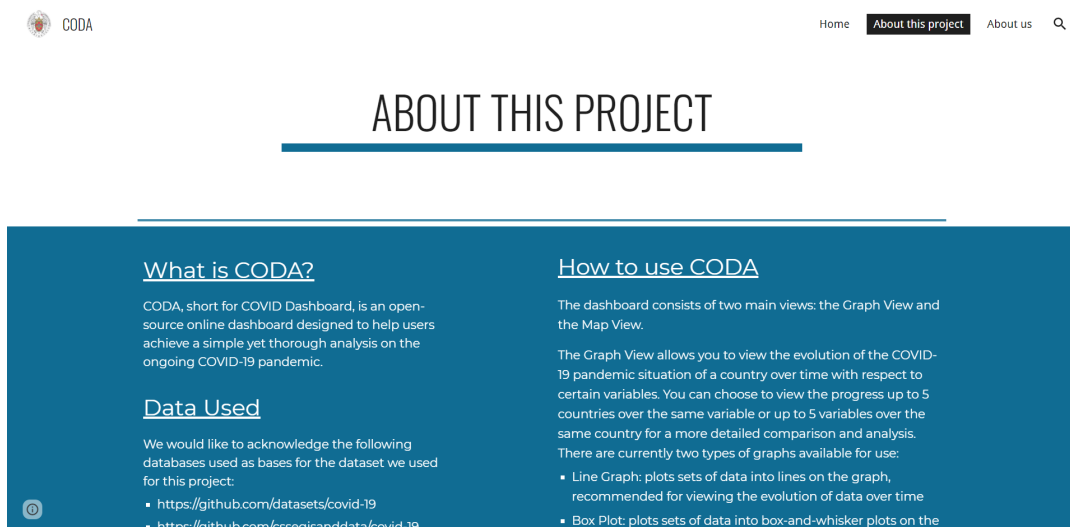 CODA
Home
About this project
About us
ABOUT THIS PROJECT
What is CODA?
CODA, short for COVID Dashboard, is an open-
source online dashboard designed to help users
achieve a simple yet thorough analysis on the
ongoing COVID-19 pandemic.
Data Used
We would like to acknowledge the following
databases used as bases for the dataset we used
for this project:
▪ https://github.com/datasets/covid-19
▪ https://github.com/cssegisanddata/covid-19
How to use CODA
The dashboard consists of two main views: the Graph View and
the Map View.
The Graph View allows you to view the evolution of the COVID-
19 pandemic situation of a country over time with respect to
certain variables. You can choose to view the progress up to 5
countries over the same variable or up to 5 variables over the
same country for a more detailed comparison and analysis.
There are currently two types of graphs available for use:
▪ Line Graph: plots sets of data into lines on the graph,
recommended for viewing the evolution of data over time
▪ Box Plot: plots sets of data into box-and-whisker plots on the